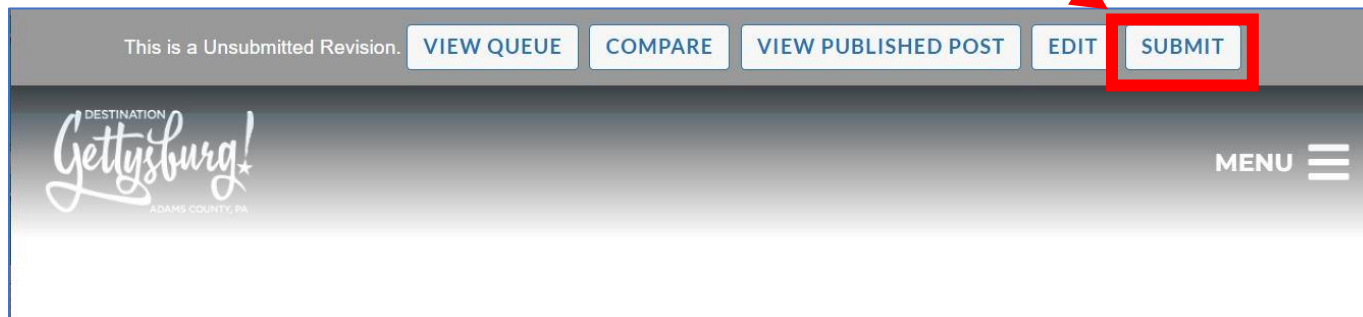 This is a Unsubmitted Revision. VIEW QUEUE COMPARE VIEW PUBLISHED POST EDIT SUBMIT
DESTINATION
Gettysburg!
ADAMS COUNTY, PA
MENU